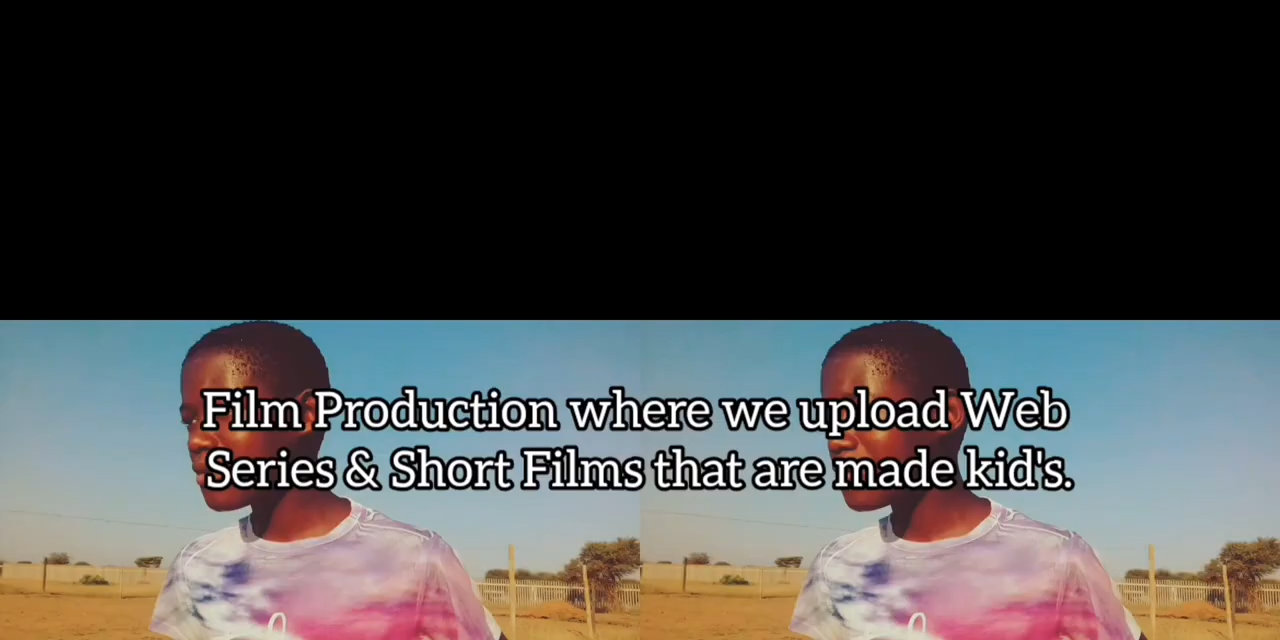 Film Production where we upload Web
Series & Short Films that are made kid's.